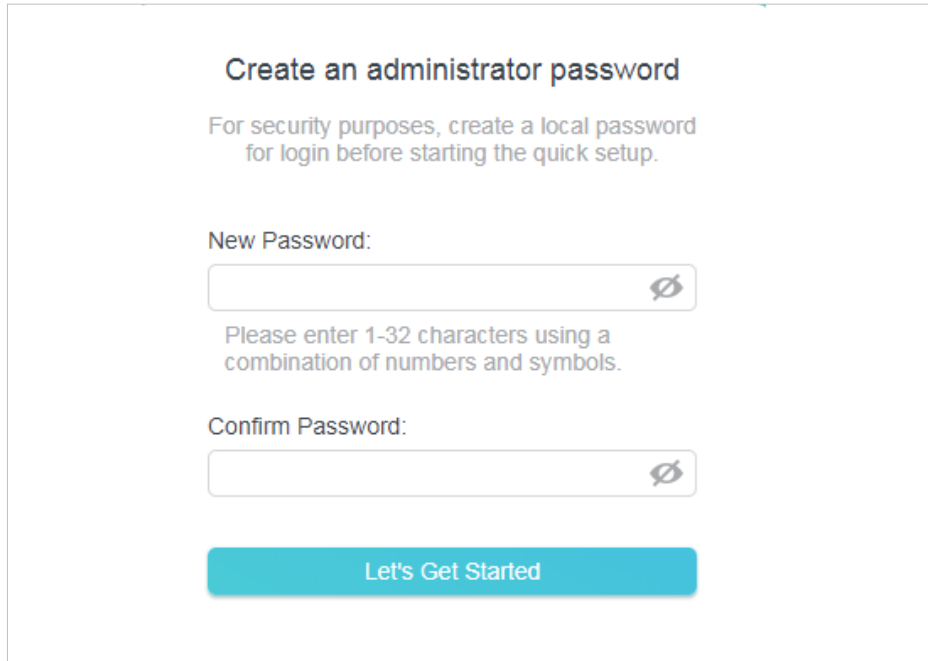 Create an administrator password
For security purposes, create a local password
for login before starting the quick setup.
New Password:
Please enter 1-32 characters using a
combination of numbers and symbols.
Confirm Password:
Let's Get Started